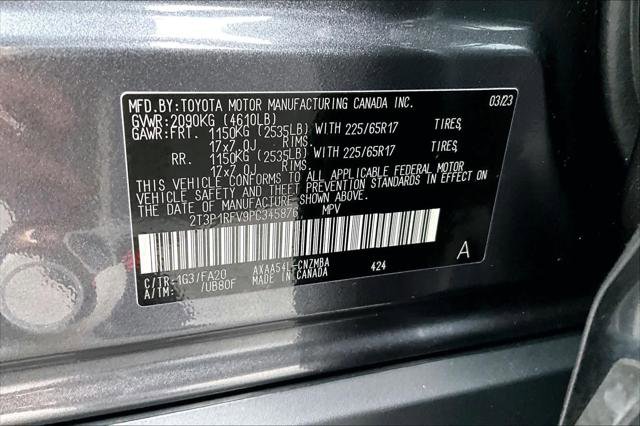 MFD.BY:TOYOTA MOTOR MANUFACTURING CANADA INC. 03/23
GVWR:2090KG (4610LB)
GAWR:FRT. 1150KG (2535LB) WITH 225/65R17 TIRES,
17x7.0J RIMS.
RR. 1150KG (2535LB) WITH 225/65R17 TIRES
17x7.0J RIMS.
THIS VEHICLE CONFORMS TO ALL APPLICABLE FEDERAL MOTOR
VEHICLE SAFETY AND THEFT PREVENTION STANDARDS IN EFFECT ON
THE DATE OF MANUFACTURE SHOWN ABOVE.
2T3P1RFV9PC345876, MPV
A
C/TR:1G3/FA20 AXAA54L-CNZMBA 424
A/TM: /UB80F MADE IN CANADA